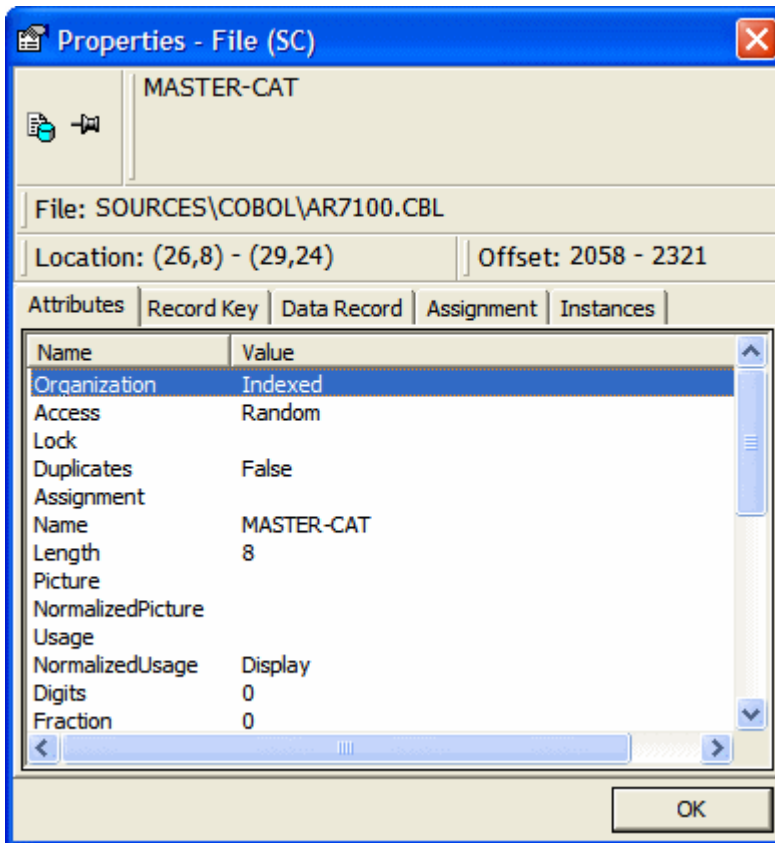 Properties - File (SC)
MASTER-CAT
File: SOURCES\COBOL\AR7100.CBL
Location: (26,8) - (29,24) Offset: 2058 - 2321
Attributes Record Key Data Record Assignment Instances
Name Value
Organization Indexed
Access Random
Lock
Duplicates False
Assignment
Name MASTER-CAT
Length 8
Picture
NormalizedPicture
Usage
NormalizedUsage Display
Digits 0
Fraction 0
OK